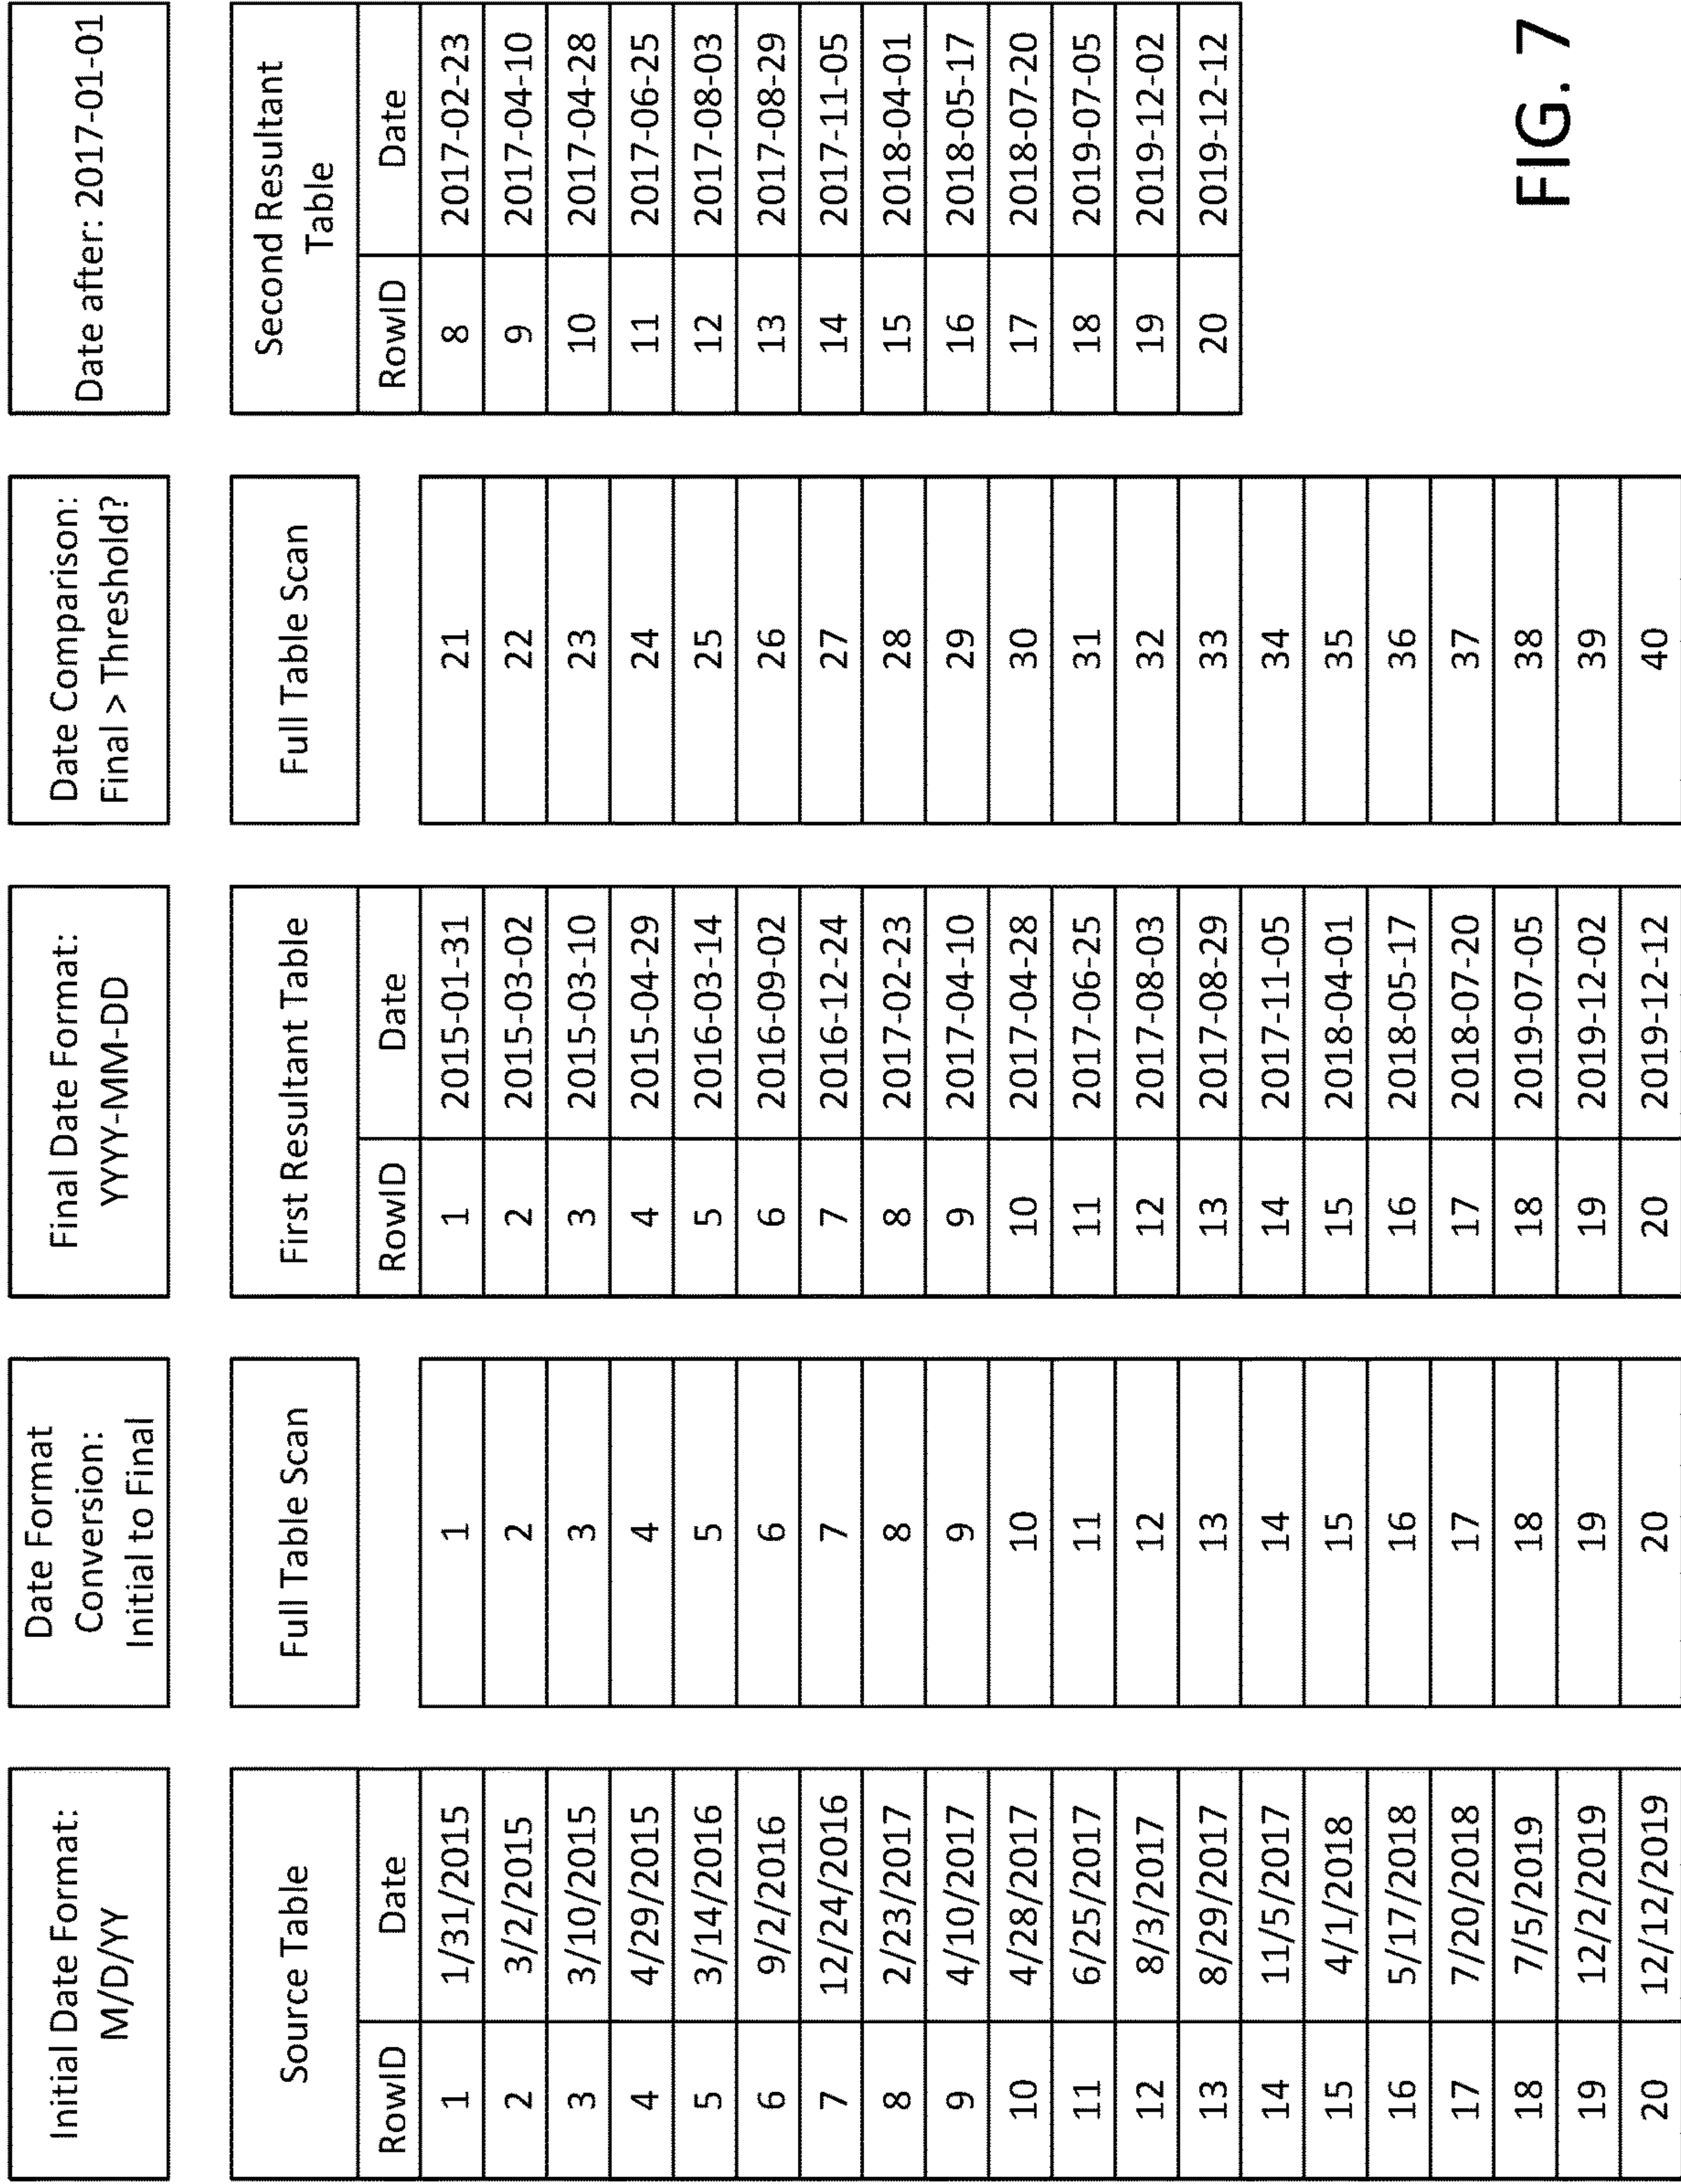 Initial Date Format:
M/D/YY
Date Format
Conversion:
Initial to Final
Final Date Format:
YYYY-MM-DD
Date Comparison:
Final > Threshold?
Date after: 2017-01-01
Source Table
Full Table Scan
First Resultant Table
Full Table Scan
Second Resultant
Table
RowID Date RowID Date RowID Date
1 1/31/2015 1 1 2015-01-31 21 8 2017-02-23
2 3/2/2015 2 2 2015-03-02 22 9 2017-04-10
3 3/10/2015 3 3 2015-03-10 23 10 2017-04-28
4 4/29/2015 4 4 2015-04-29 24 11 2017-06-25
5 3/14/2016 5 5 2016-03-14 25 12 2017-08-03
6 9/2/2016 6 6 2016-09-02 26 13 2017-08-29
7 12/24/2016 7 7 2016-12-24 27 14 2017-11-05
8 2/23/2017 8 8 2017-02-23 28 15 2018-04-01
9 4/10/2017 9 9 2017-04-10 29 16 2018-05-17
10 4/28/2017 10 10 2017-04-28 30 17 2018-07-20
11 6/25/2017 11 11 2017-06-25 31 18 2019-07-05
12 8/3/2017 12 12 2017-08-03 32 19 2019-12-02
13 8/29/2017 13 13 2017-08-29 33 20 2019-12-12
14 11/5/2017 14 14 2017-11-05 34
15 4/1/2018 15 15 2018-04-01 35
16 5/17/2018 16 16 2018-05-17 36
17 7/20/2018 17 17 2018-07-20 37
18 7/5/2019 18 18 2019-07-05 38
19 12/2/2019 19 19 2019-12-02 39
20 12/12/2019 20 20 2019-12-12 40
FIG. 7